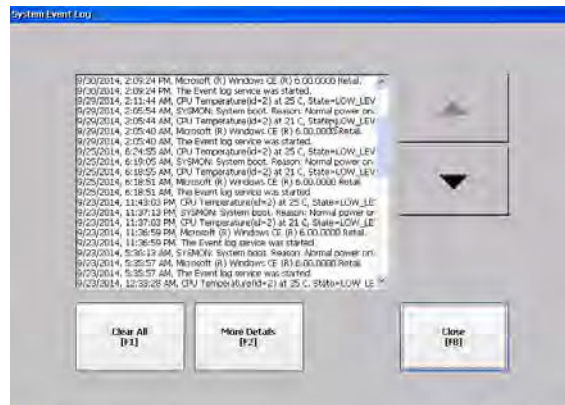 System Event Log
9/30/2014, 2:09:24 PM, Microsoft (R) Windows CE (R) 6.00.0000 Retail.
9/30/2014, 2:09:24 PM, The Event log service was started.
9/29/2014, 2:11:44 AM, CPU Temperature(id=2) at 25 C, State=LOW_LEV
9/29/2014, 2:05:54 AM, SYSMON: System boot. Reason: Normal power on.
9/29/2014, 2:05:44 AM, CPU Temperature(id=2) at 21 C, State=LOW_LEV
9/29/2014, 2:05:40 AM, Microsoft (R) Windows CE (R) 6.00.0000 Retail.
9/29/2014, 2:05:40 AM, The Event log service was started.
9/25/2014, 6:24:55 AM, CPU Temperature(id=2) at 25 C, State=LOW_LEV
9/25/2014, 6:19:05 AM, SYSMON: System boot. Reason: Normal power on.
9/25/2014, 6:18:55 AM, CPU Temperature(id=2) at 21 C, State=LOW_LEV
9/25/2014, 6:18:51 AM, Microsoft (R) Windows CE (R) 6.00.0000 Retail.
9/25/2014, 6:18:51 AM, The Event log service was started.
9/23/2014, 11:43:03 PM, CPU Temperature(id=2) at 25 C, State=LOW_LE
9/23/2014, 11:37:13 PM, SYSMON: System boot. Reason: Normal power or
9/23/2014, 11:37:03 PM, CPU Temperature(id=2) at 21 C, State=LOW_LE
9/23/2014, 11:36:59 PM, Microsoft (R) Windows CE (R) 6.00.0000 Retail.
9/23/2014, 11:36:59 PM, The Event log service was started.
9/23/2014, 5:36:13 AM, SYSMON: System boot. Reason: Normal power on.
9/23/2014, 5:35:57 AM, Microsoft (R) Windows CE (R) 6.00.0000 Retail.
9/23/2014, 5:35:57 AM, The Event log service was started.
9/23/2014, 12:33:28 AM, CPU Temperature(id=2) at 25 C, State=LOW_LE
Clear All
[F1]
More Details
[F2]
Close
[F8]